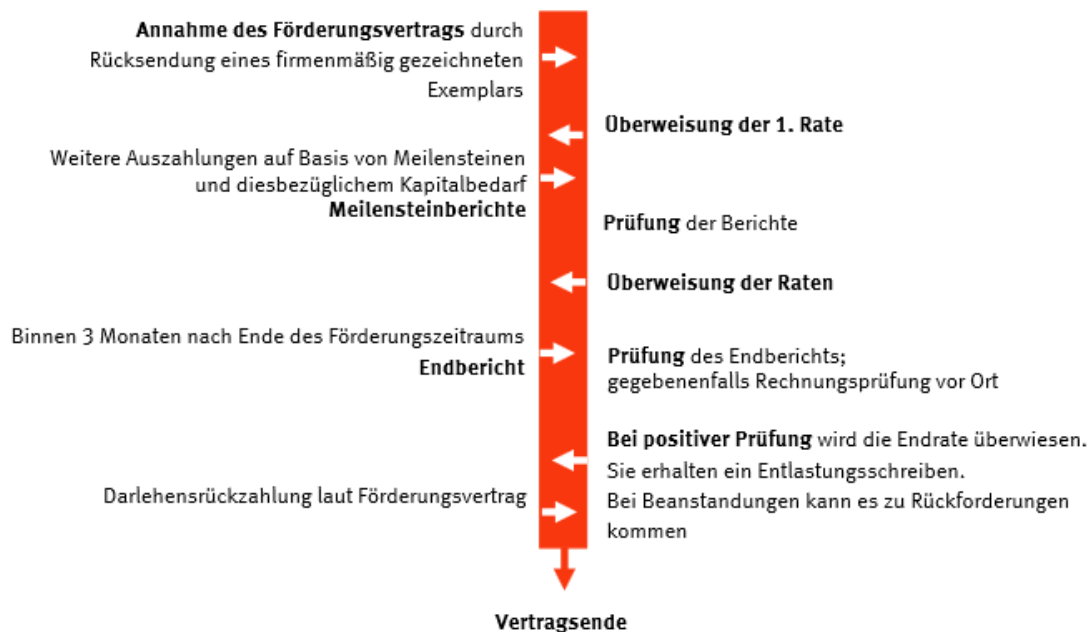 Annahme des Förderungsvertrags durch
Rücksendung eines firmenmäßig gezeichneten
Exemplars
Überweisung der 1. Rate
Weitere Auszahlungen auf Basis von Meilensteinen
und diesbezüglichem Kapitalbedarf
Meilensteinberichte
Prüfung der Berichte
Überweisung der Raten
Binnen 3 Monaten nach Ende des Förderungszeitraums
Endbericht
Prüfung des Endberichts;
gegebenenfalls Rechnungsprüfung vor Ort
Bei positiver Prüfung wird die Endrate überwiesen.
Sie erhalten ein Entlastungsschreiben.
Bei Beanstandungen kann es zu Rückforderungen
kommen
Darlehensrückzahlung laut Förderungsvertrag
Vertragsende